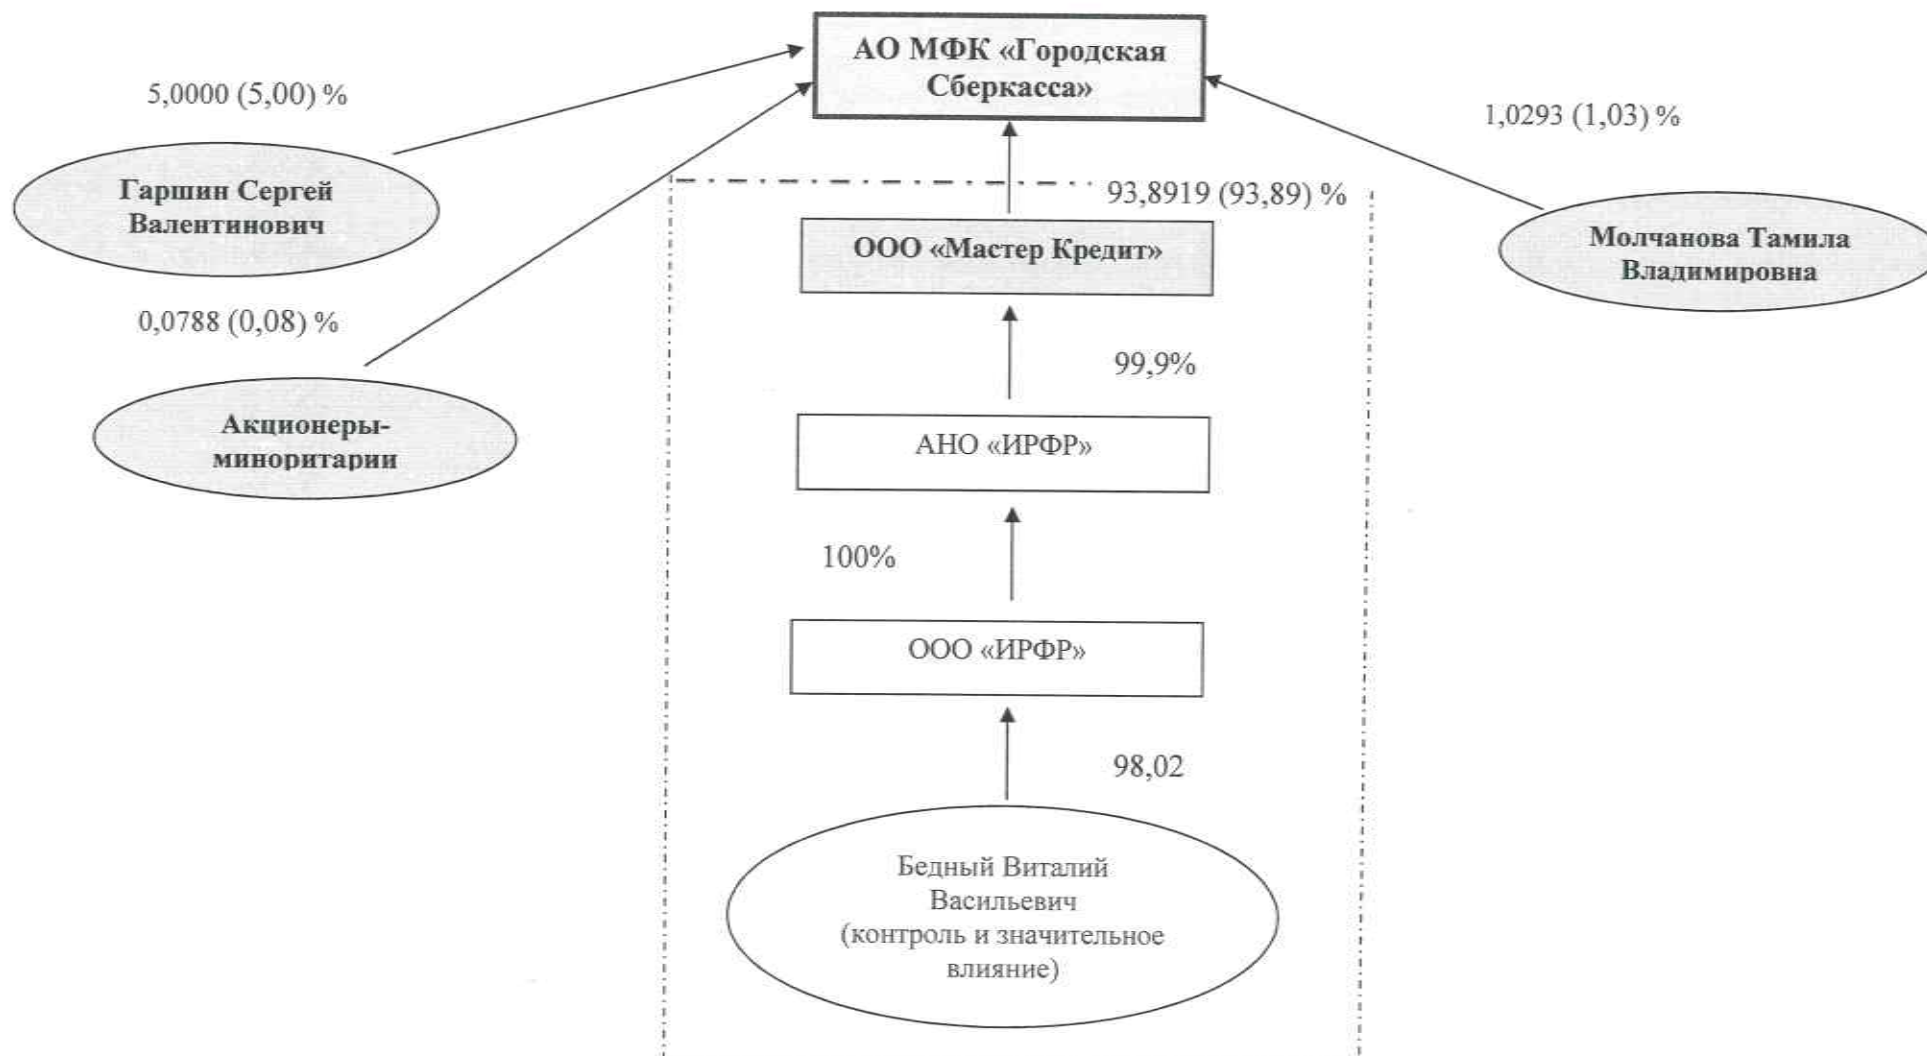 АО МФК «Городская
Сберкасса»
5,0000 (5,00) %
1,0293 (1,03) %
Гаршин Сергей
Валентинович
93,8919 (93,89) %
ООО «Мастер Кредит»
Молчанова Тамила
Владимировна
0,0788 (0,08) %
99,9%
Акционеры-
миноритарии
АНО «ИРФР»
100%
ООО «ИРФР»
98,02
Бедный Виталий
Васильевич
(контроль и значительное
влияние)